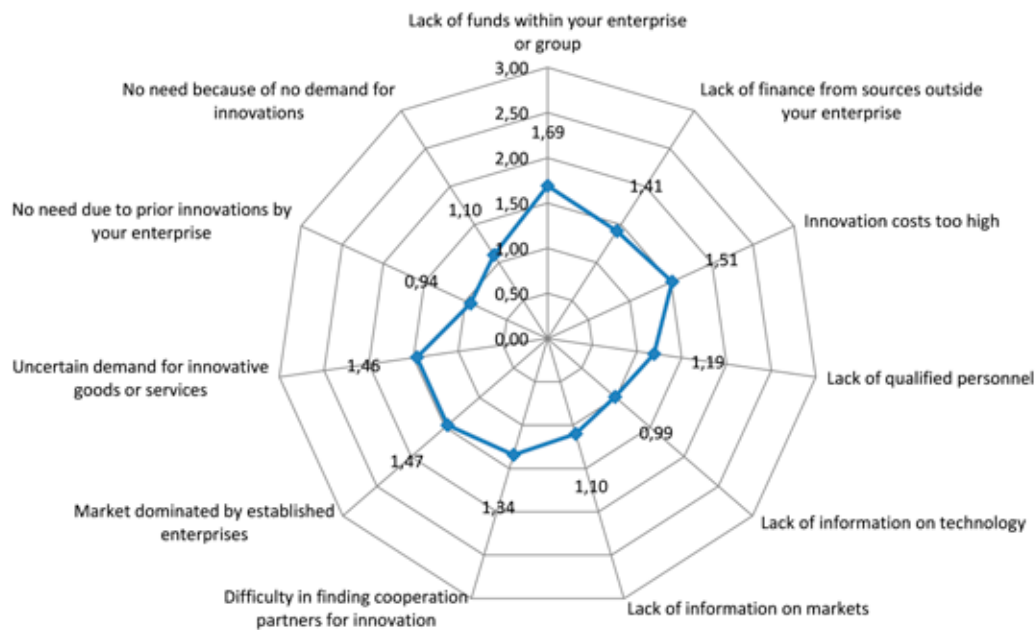 Lack of funds within your enterprise
or group
3,00
No need because of no demand for
innovations
Lack of finance from sources outside
your enterprise
2,50
1,69
2,00
1,41
No need due to prior innovations by
your enterprise
1,10
1,50
Innovation costs too high
1,00
1,51
0,94
0,50
0,00
Uncertain demand for innovative
goods or services
1,46
1,19
Lack of qualified personnel
0,99
1,47
1,10
Market dominated by established
enterprises
1,34
Lack of information on technology
Difficulty in finding cooperation
partners for innovation
Lack of information on markets